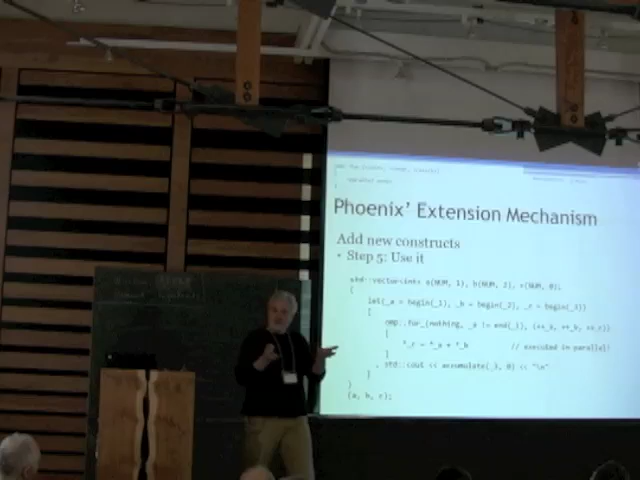 Phoenix' Extension Mechanism
Add new constructs
• Step 5: Use it
std::vector<int> a(NUM, 1), b(NUM, 2), c(NUM, 0);
{
let(_a = begin(_1), _b = begin(_2), _c = begin(_3))
[
omp::for_(nothing, _a != end(_1), (++_a, ++_b, ++_c))
[
*_c = *_a + *_b // executed in parallel!
]
, std::cout << accumulate(_3, 0) << "\n"
]
}
(a, b, c);